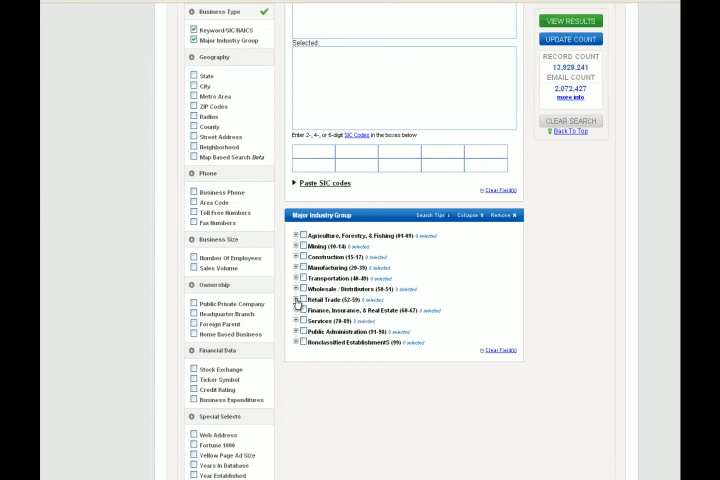 Business Type
Keyword/SIC/NAICS
Major Industry Group
Geography
State
City
Metro Area
ZIP Codes
Radius
County
Street Address
Neighborhood
Map Based Search Beta
Phone
Business Phone
Area Code
Toll Free Numbers
Fax Numbers
Business Size
Number Of Employees
Sales Volume
Ownership
Public Private Company
Headquarter/Branch
Foreign Parent
Home Based Business
Financial Data
Stock Exchange
Ticker Symbol
Credit Rating
Business Expenditures
Special Selects
Web Address
Fortune 1000
Yellow Page Ad Size
Years In Database
Year Established
Selected:
Enter 2-, 4-, or 6-digit SIC Codes in the boxes below
Paste SIC codes
Clear Field(s)
Major Industry Group Search Tips Collapse Remove
Agriculture, Forestry, & Fishing (01-09) 0 selected
Mining (10-14) 0 selected
Construction (15-17) 0 selected
Manufacturing (20-39) 0 selected
Transportation (40-49) 0 selected
Wholesale / Distributors (50-51) 0 selected
Retail Trade (52-59) 0 selected
Finance, Insurance, & Real Estate (60-67) 0 selected
Services (70-89) 0 selected
Public Administration (91-98) 0 selected
Nonclassified Establishments (99) 0 selected
Clear Field(s)
VIEW RESULTS
UPDATE COUNT
RECORD COUNT
13,928,241
EMAIL COUNT
2,072,427
more info
CLEAR SEARCH
Back To Top